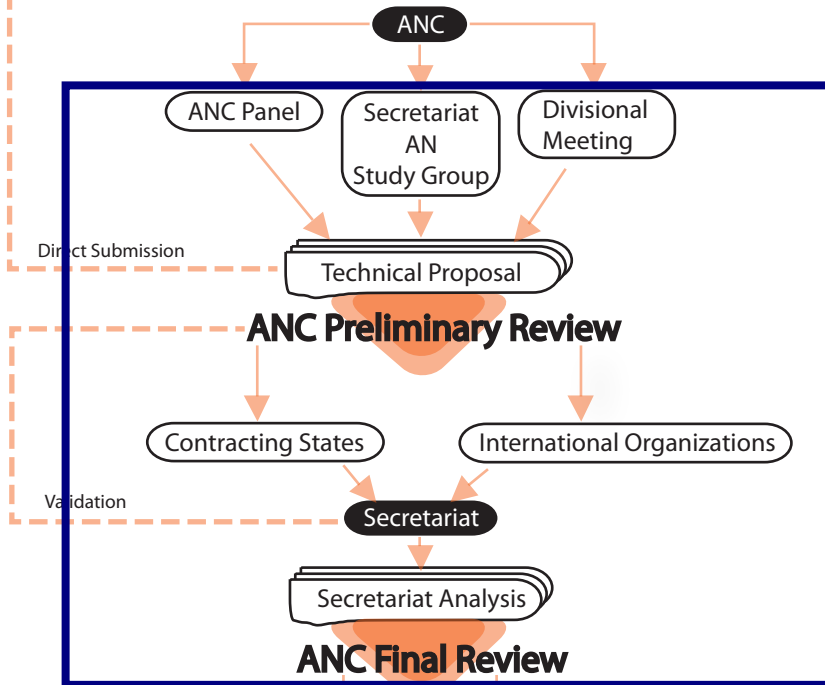 ANC
ANC Panel
Secretariat
AN
Study Group
Divisional
Meeting
Direct Submission
Technical Proposal
ANC Preliminary Review
Contracting States
International Organizations
Validation
Secretariat
Secretariat Analysis
ANC Final Review